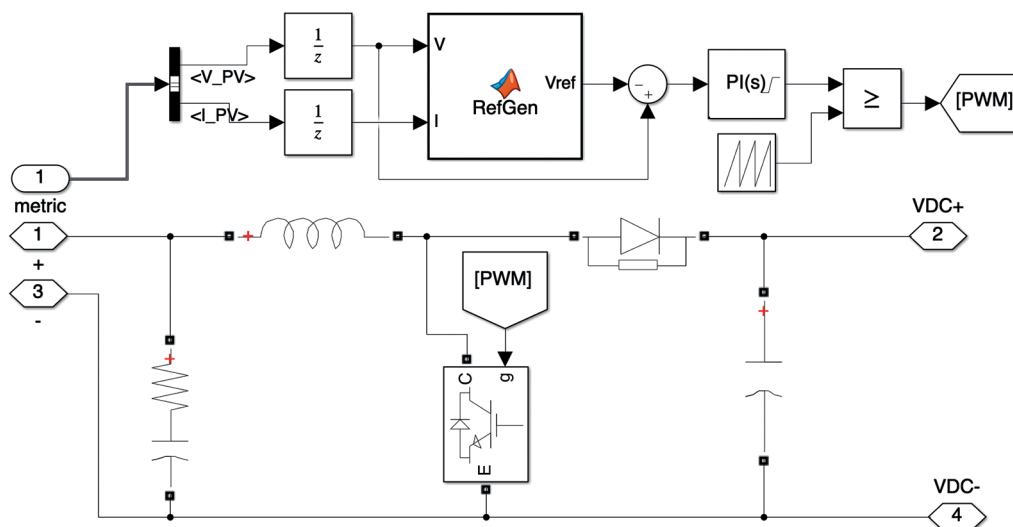 <V_PV>
<I_PV>
1
z
1
z
V
I
RefGen
Vref
-
+
PI(s)
≥
[PWM]
1
metric
1
+
3
-
+
[PWM]
C
g
E
+
+
VDC+
2
VDC-
4